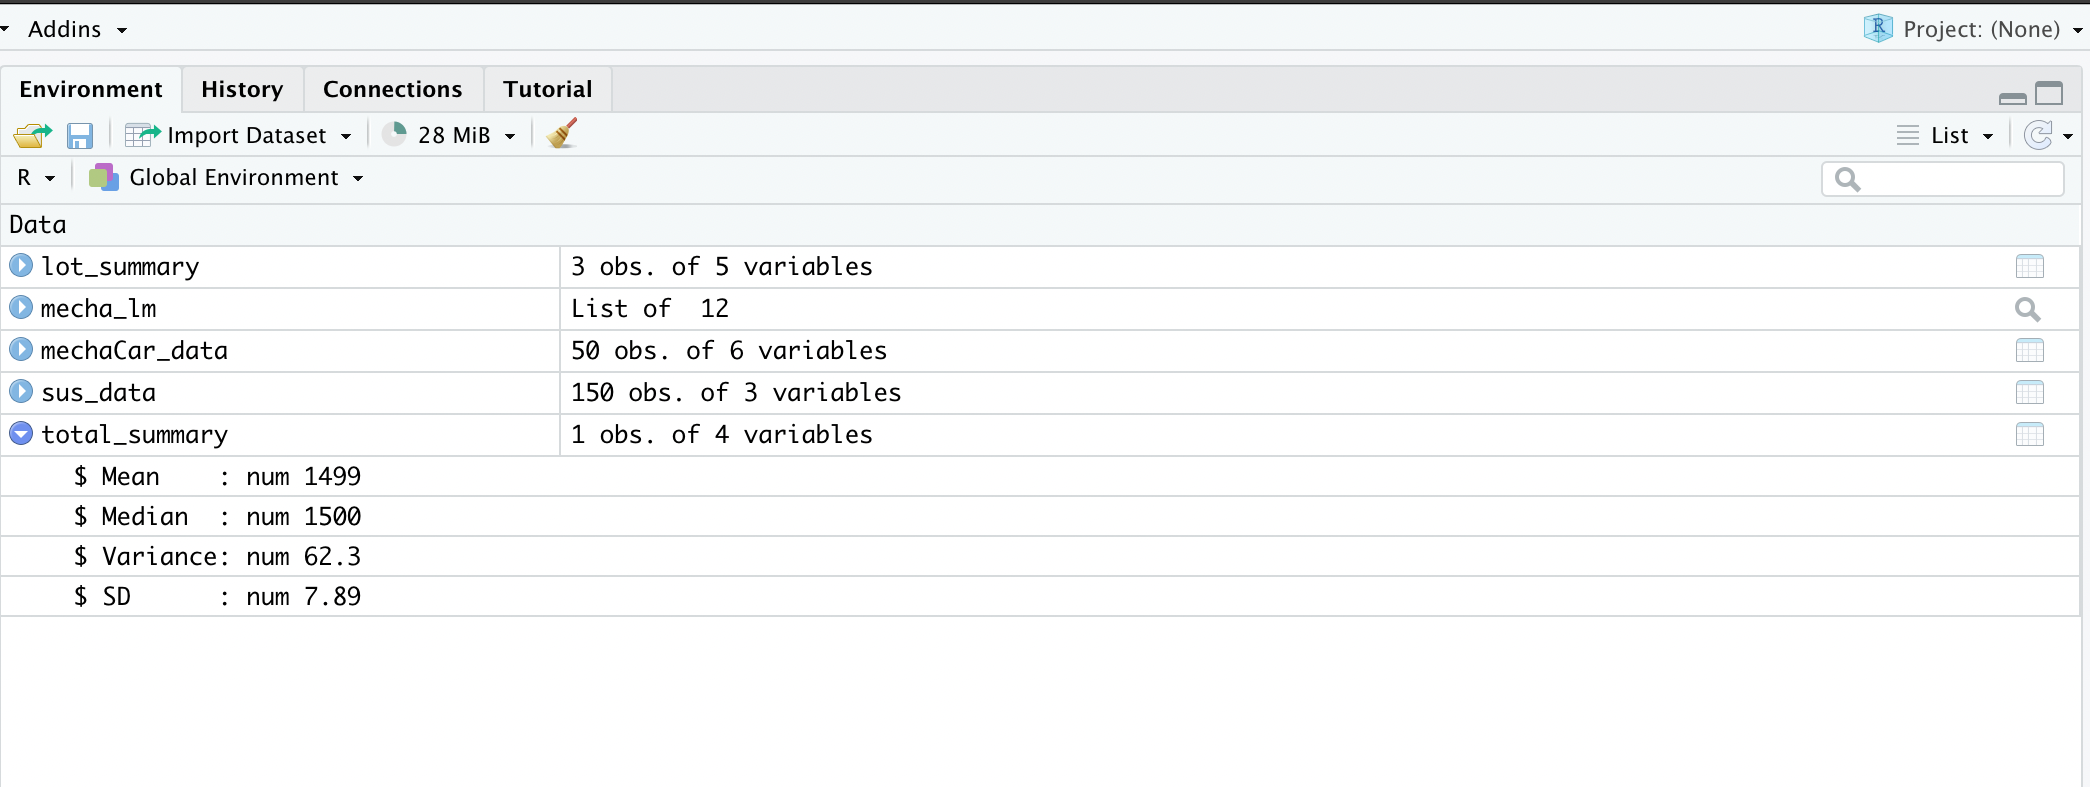 Addins Project: (None)
Environment History Connections Tutorial
Import Dataset 28 MiB List
R Global Environment
Data
lot_summary 3 obs. of 5 variables
mecha_lm List of  12
mechaCar_data 50 obs. of 6 variables
sus_data 150 obs. of 3 variables
total_summary 1 obs. of 4 variables
$ Mean    : num 1499
$ Median  : num 1500
$ Variance: num 62.3
$ SD      : num 7.89